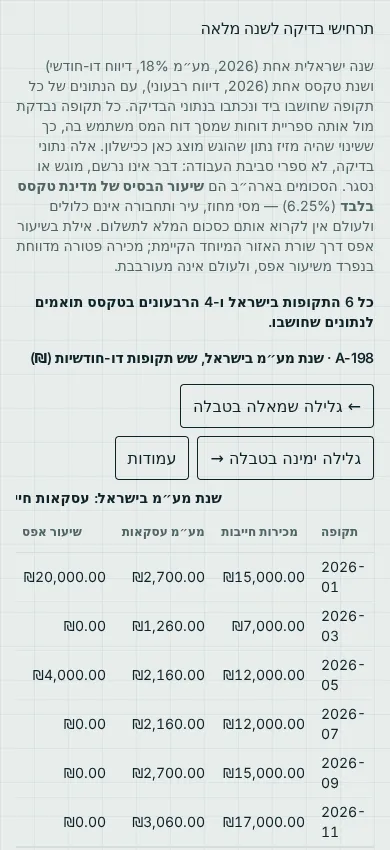 תרחישי בדיקה לשנה מלאה
שנה ישראלית אחת (2026, מע״מ 18%, דיווח דו-חודשי)
ושנת טקסס אחת (2026, דיווח רבעוני), עם הנתונים של כל
תקופה שחושבו ביד ונכתבו בנתוני הבדיקה. כל תקופה נבדקת
מול אותה ספריית דוחות שמסך דוח המס משתמש בה, כך
ששינוי שהיה מזיז נתון שהוגש מוצג כאן ככישלון. אלה נתוני
בדיקה, לא ספרי סביבת העבודה: דבר אינו נרשם, מוגש או
נסגר. הסכומים בארה״ב הם שיעור הבסיס של מדינת טקסס
בלבד (6.25%) — מסי מחוז, עיר ותחבורה אינם כלולים
ולעולם אין לקרוא אותם כסכום המלא לתשלום. אילת בשיעור
אפס דרך שורת האזור המיוחד הקיימת; מכירה פטורה מדווחת
בנפרד משיעור אפס, ולעולם אינה מעורבבת.
כל 6 התקופות בישראל ו-4 הרבעונים בטקסס תואמים
לנתונים שחושבו.
A-198 · שנת מע״מ בישראל, שש תקופות דו-חודשיות (₪)
← גלילה שמאלה בטבלה
גלילה ימינה בטבלה →
עמודות
שנת מע״מ בישראל: עסקאות חיי
תקופה מכירות חייבות מע״מ עסקאות שיעור אפס
2026-
01 ₪15,000.00 ₪2,700.00 ₪20,000.00
2026-
03 ₪7,000.00 ₪1,260.00 ₪0.00
2026-
05 ₪12,000.00 ₪2,160.00 ₪4,000.00
2026-
07 ₪12,000.00 ₪2,160.00 ₪0.00
2026-
09 ₪15,000.00 ₪2,700.00 ₪0.00
2026-
11 ₪17,000.00 ₪3,060.00 ₪0.00